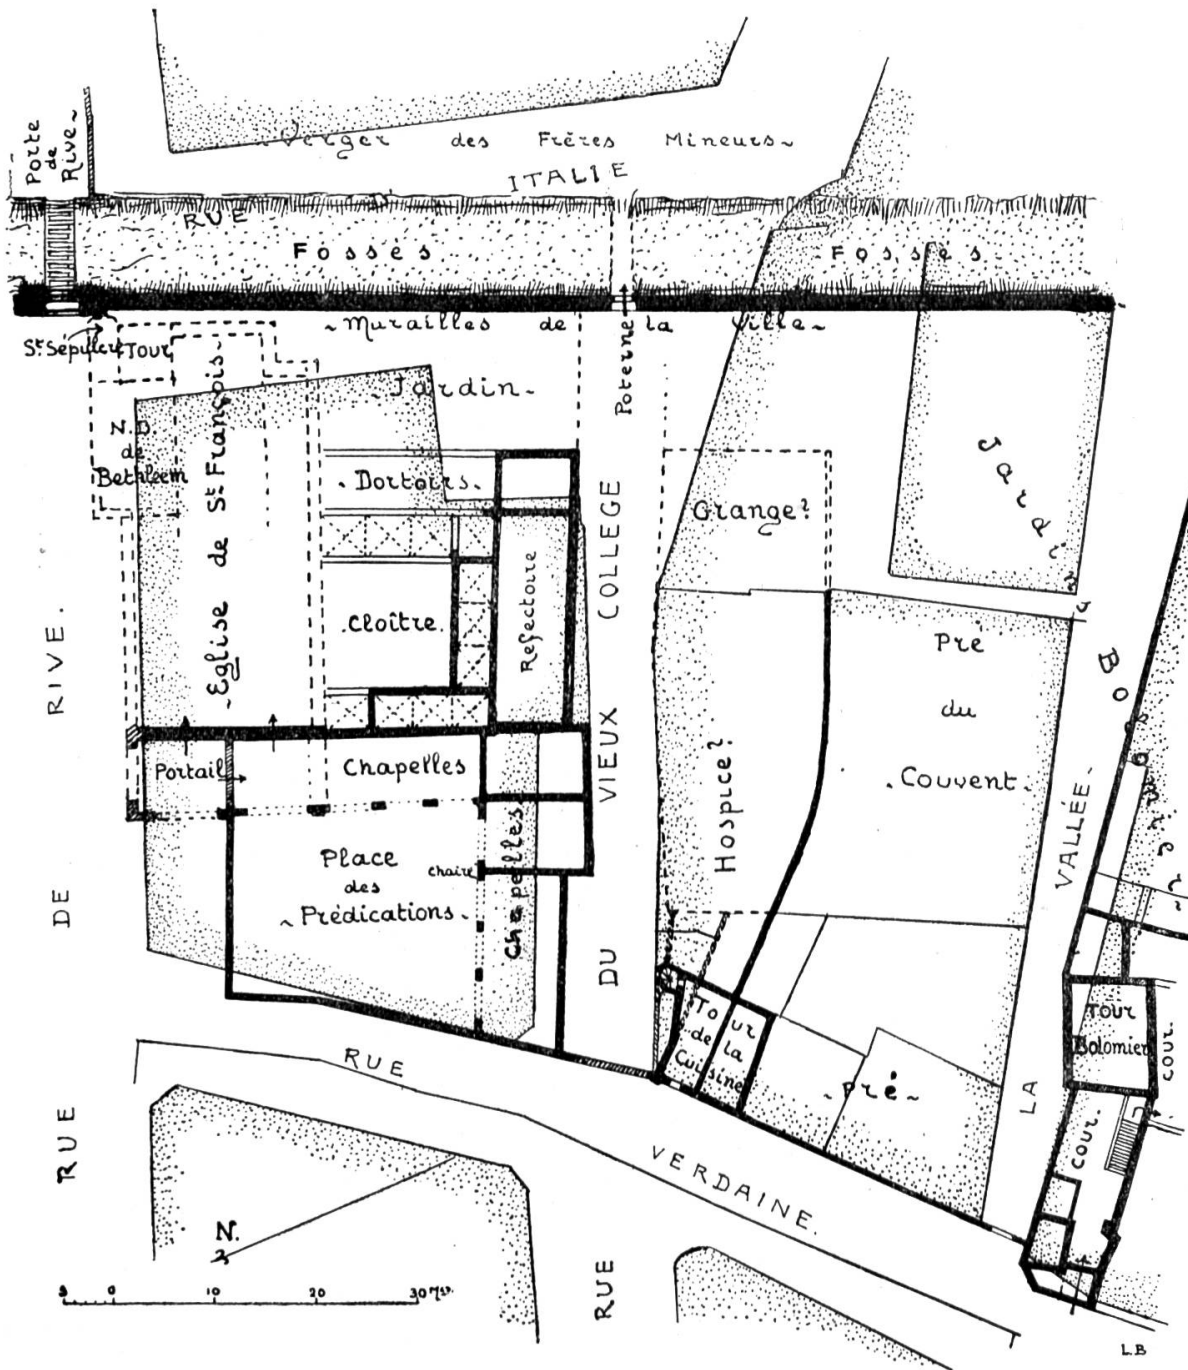 Porte
de
Rive~
~Verger des Frères Mineurs~
RUE D' ITALIE
Fossés
Fossés
~Murailles de la Ville~
St. Sépulcre
Tour
Poterne
Jardin~
N. D.
de
Bethléem
~Eglise de St. François~
.Dortoirs.
Grange?
Jardin
Refectoire
.Cloître.
Pré
du
.Couvent.
Portail
Chapelles
Chapelles
Hospice?
Place
des
~Prédications~
chaire
Tour
de la
Cuisine
~Pré~
Tour
Bolomier
cour
cour.
RUE DE RIVE.
RUE DU VIEUX COLLEGE
RUE VERDAINE.
LA VALLÉE.
N.
5 0 10 20 30 Mtr.
L.B